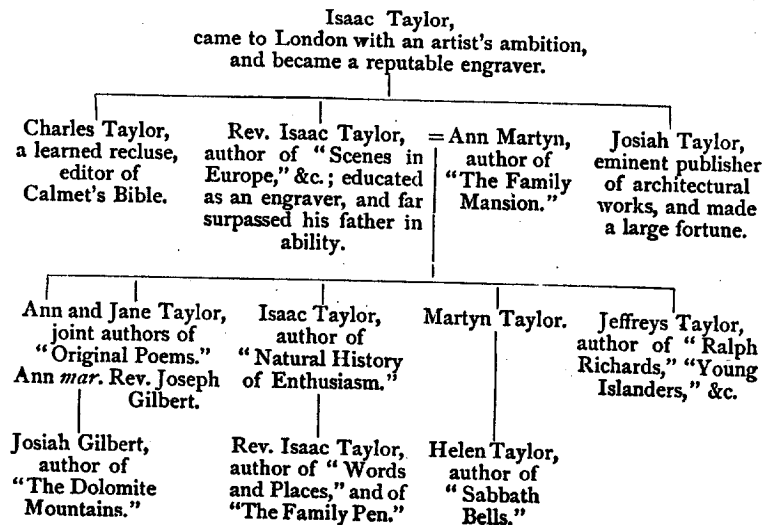 Isaac Taylor,
came to London with an artist's ambition,
and became a reputable engraver.
Charles Taylor,
a learned recluse,
editor of
Calmet's Bible.
Rev. Isaac Taylor,
author of "Scenes in
Europe," &c.; educated
as an engraver, and far
surpassed his father in
ability.
= Ann Martyn,
author of
"The Family
Mansion."
Josiah Taylor,
eminent publisher
of architectural
works, and made
a large fortune.
Ann and Jane Taylor,
joint authors of
"Original Poems."
Ann mar. Rev. Joseph
Gilbert.
Isaac Taylor,
author of
"Natural History
of Enthusiasm."
Martyn Taylor.
Jeffreys Taylor,
author of "Ralph
Richards," "Young
Islanders," &c.
Josiah Gilbert,
author of
"The Dolomite
Mountains."
Rev. Isaac Taylor,
author of "Words
and Places," and of
"The Family Pen."
Helen Taylor,
author of
"Sabbath
Bells."